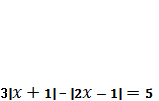 3|x + 1| − |2x − 1| = 5